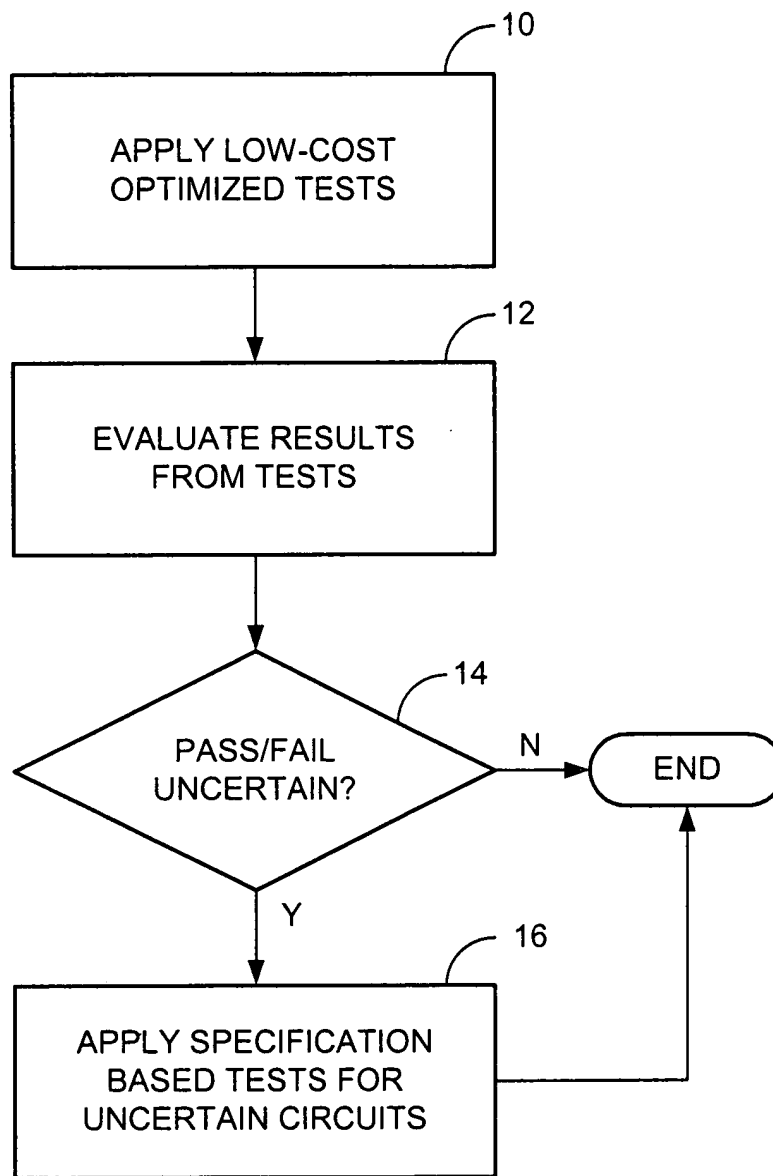 10
APPLY LOW-COST
OPTIMIZED TESTS
12
EVALUATE RESULTS
FROM TESTS
14
PASS/FAIL
UNCERTAIN?
N
END
Y
16
APPLY SPECIFICATION
BASED TESTS FOR
UNCERTAIN CIRCUITS